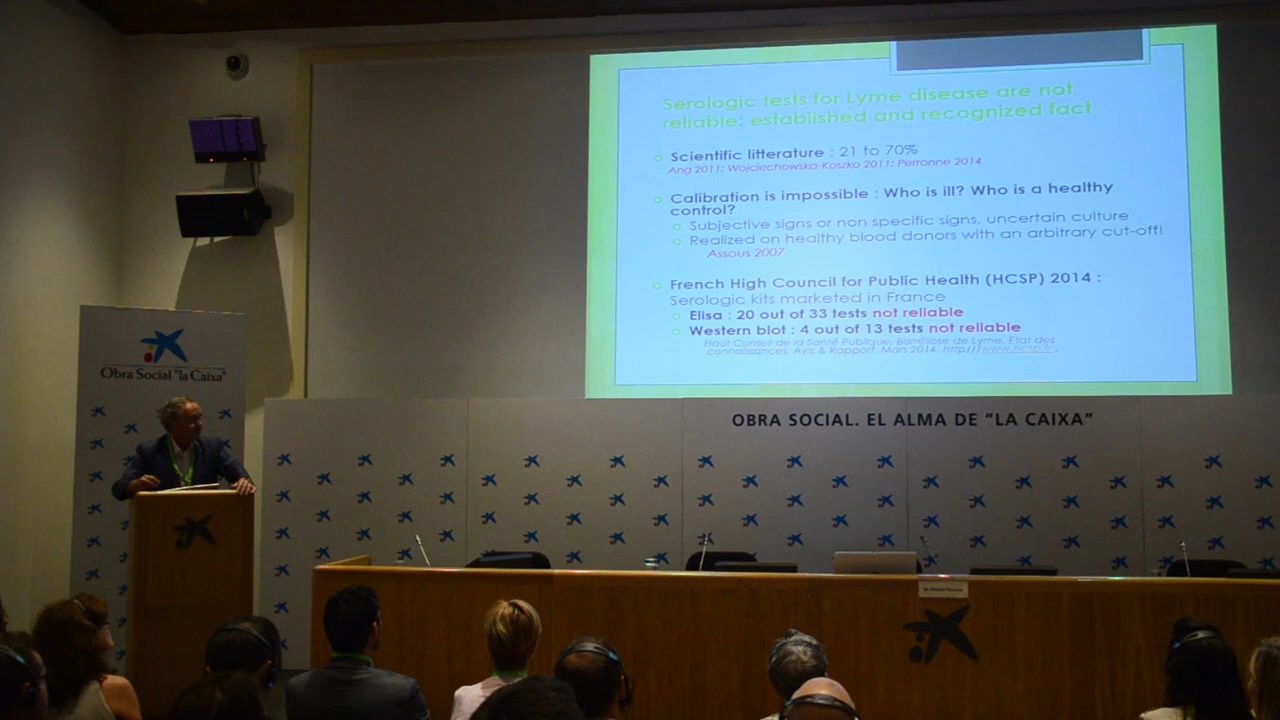 Serologic tests for Lyme disease are not
reliable: established and recognized fact
Scientific litterature : 21 to 70%
Ang 2011; Wojciechowska-Koszko 2011; Perronne 2014
Calibration is impossible : Who is ill? Who is a healthy
control?
Subjective signs or non specific signs, uncertain culture
Realized on healthy blood donors with an arbitrary cut-off!
Assous 2007
French High Council for Public Health (HCSP) 2014 :
Serologic kits marketed in France
Elisa : 20 out of 33 tests not reliable
Western blot : 4 out of 13 tests not reliable
Haut Conseil de la Santé Publique. Borréliose de Lyme. Etat des
connaissances. Avis & Rapport. Mars 2014. http///www.hcsp.fr.
Obra Social "la Caixa"
OBRA SOCIAL. EL ALMA DE "LA CAIXA"